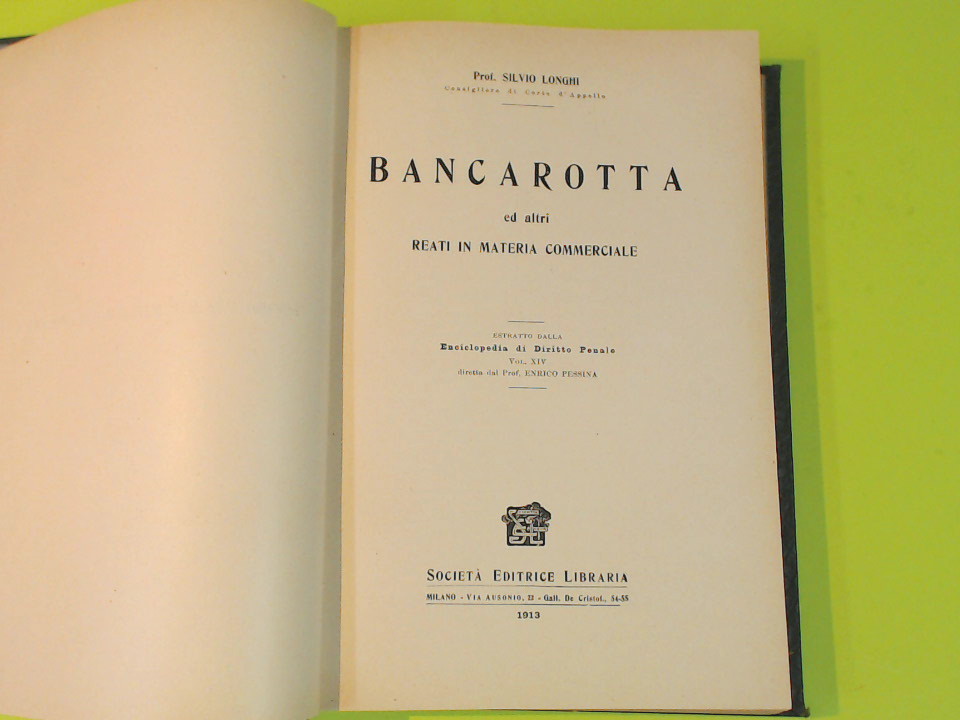 Prof. SILVIO LONGHI
Consigliere di Corte d'Appello
BANCAROTTA
ed altri
REATI IN MATERIA COMMERCIALE
ESTRATTO DALLA
Enciclopedia di Diritto Penale
VOL. XIV
diretta dal Prof. ENRICO PESSINA
SOCIETÀ EDITRICE LIBRARIA
MILANO - VIA AUSONIO, 22 - Gall. De Cristof., 54-55
1913